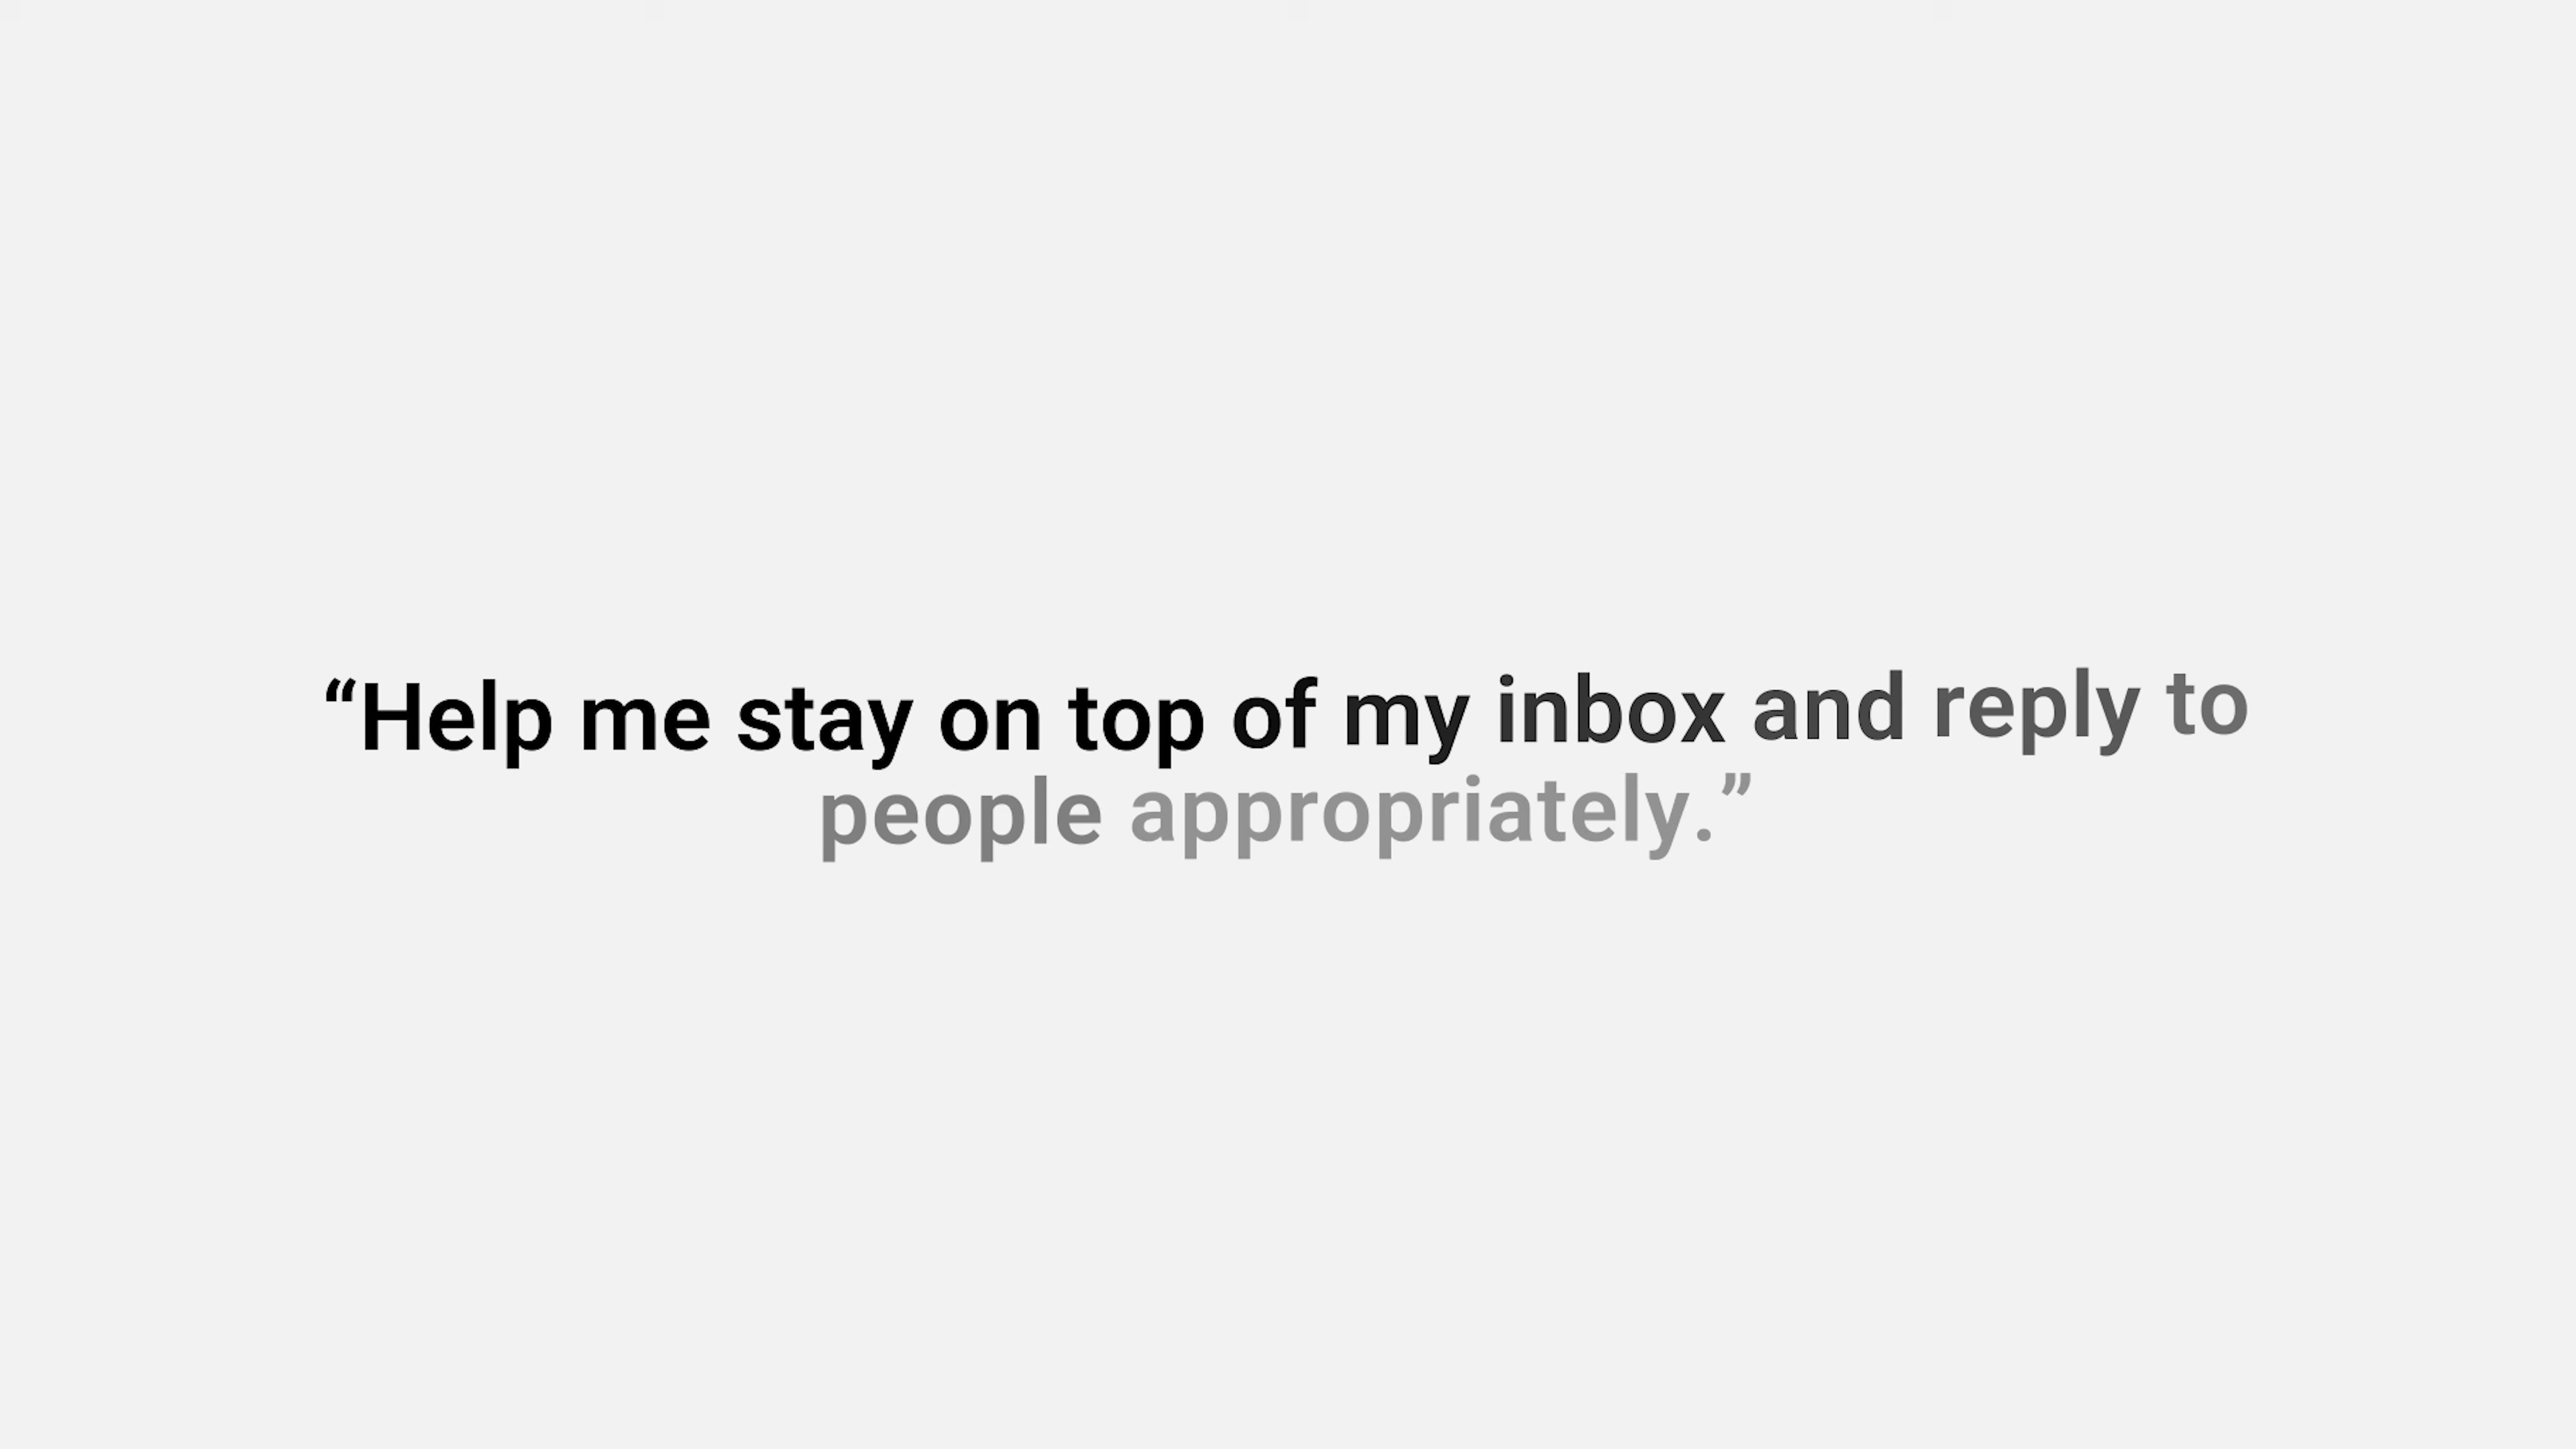 “Help me stay on top of my inbox and reply to
people appropriately.”